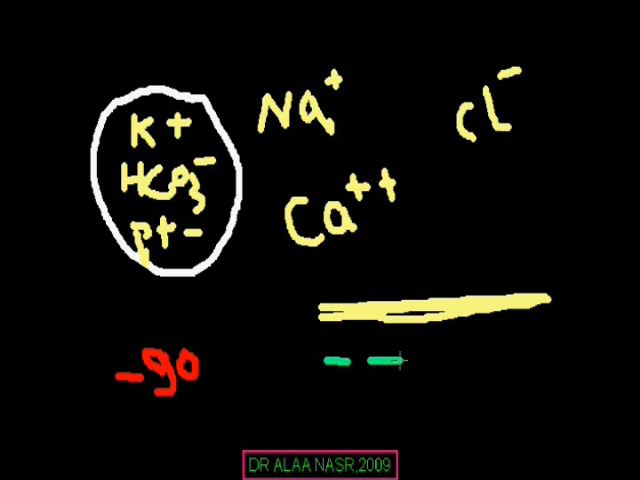 K+
HCO3-
Pt-
Na+
Ca++
Cl-
-90
DR ALAA NASR,2009